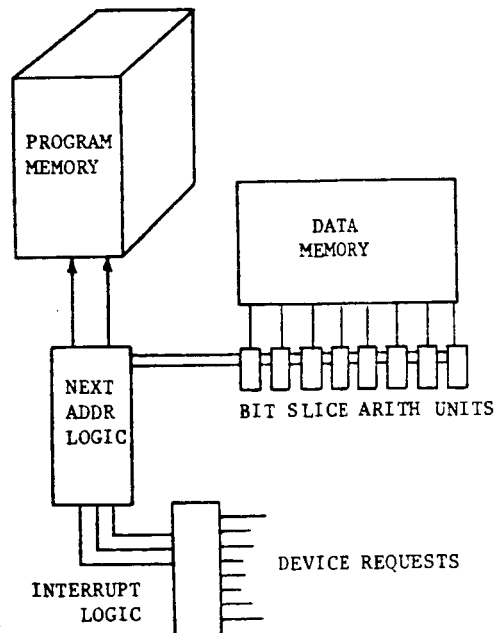 PROGRAM
MEMORY
DATA
MEMORY
NEXT
ADDR
LOGIC
BIT SLICE ARITH UNITS
DEVICE REQUESTS
INTERRUPT
LOGIC